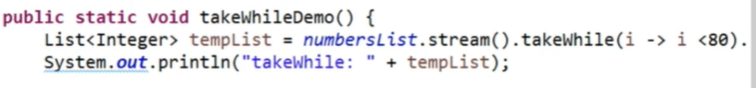 public static void takeWhileDemo() {
List<Integer> tempList = numbersList.stream().takeWhile(i -> i <80).
System.out.println("takeWhile: " + tempList);